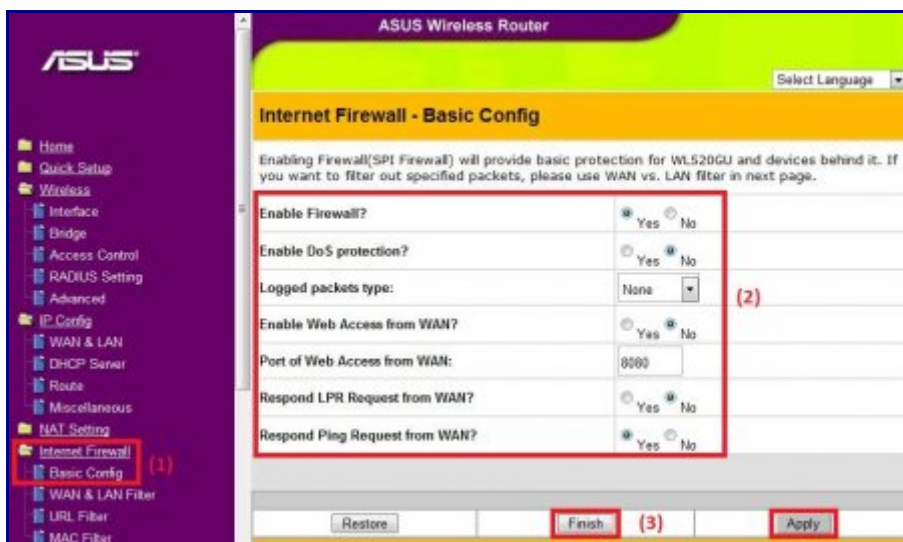 ASUS Wireless Router
ASUS
Select Language
Internet Firewall - Basic Config
Enabling Firewall(SPI Firewall) will provide basic protection for WL520GU and devices behind it. If
you want to filter out specified packets, please use WAN vs. LAN filter in next page.
Home
Quick Setup
Wireless
Interface
Bridge
Access Control
RADIUS Setting
Advanced
IP Config
WAN & LAN
DHCP Server
Route
Miscellaneous
NAT Setting
Internet Firewall
Basic Config
(1)
WAN & LAN Filter
URL Filter
MAC Filter
Enable Firewall? Yes No
Enable DoS protection? Yes No
Logged packets type: None
(2)
Enable Web Access from WAN? Yes No
Port of Web Access from WAN: 8080
Respond LPR Request from WAN? Yes No
Respond Ping Request from WAN? Yes No
Restore Finish (3) Apply